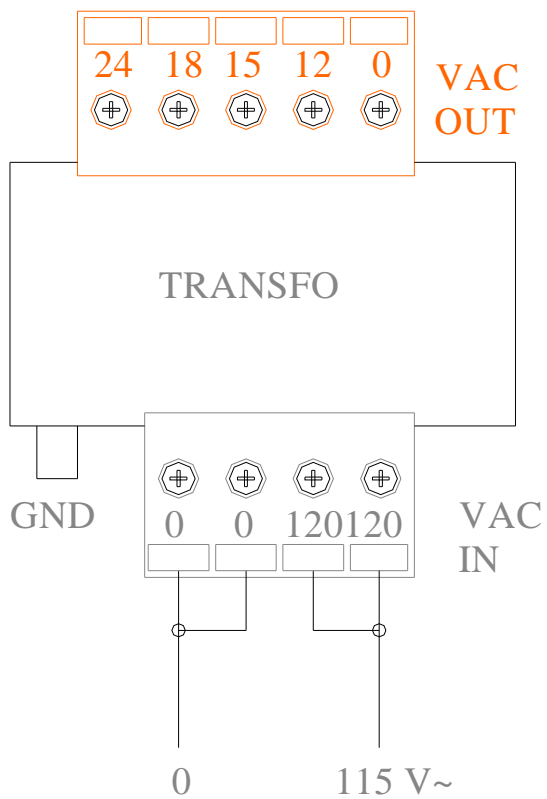 24 18 15 12 0
VAC
OUT
TRANSFO
GND
0 0 120 120
VAC
IN
0 115 V~